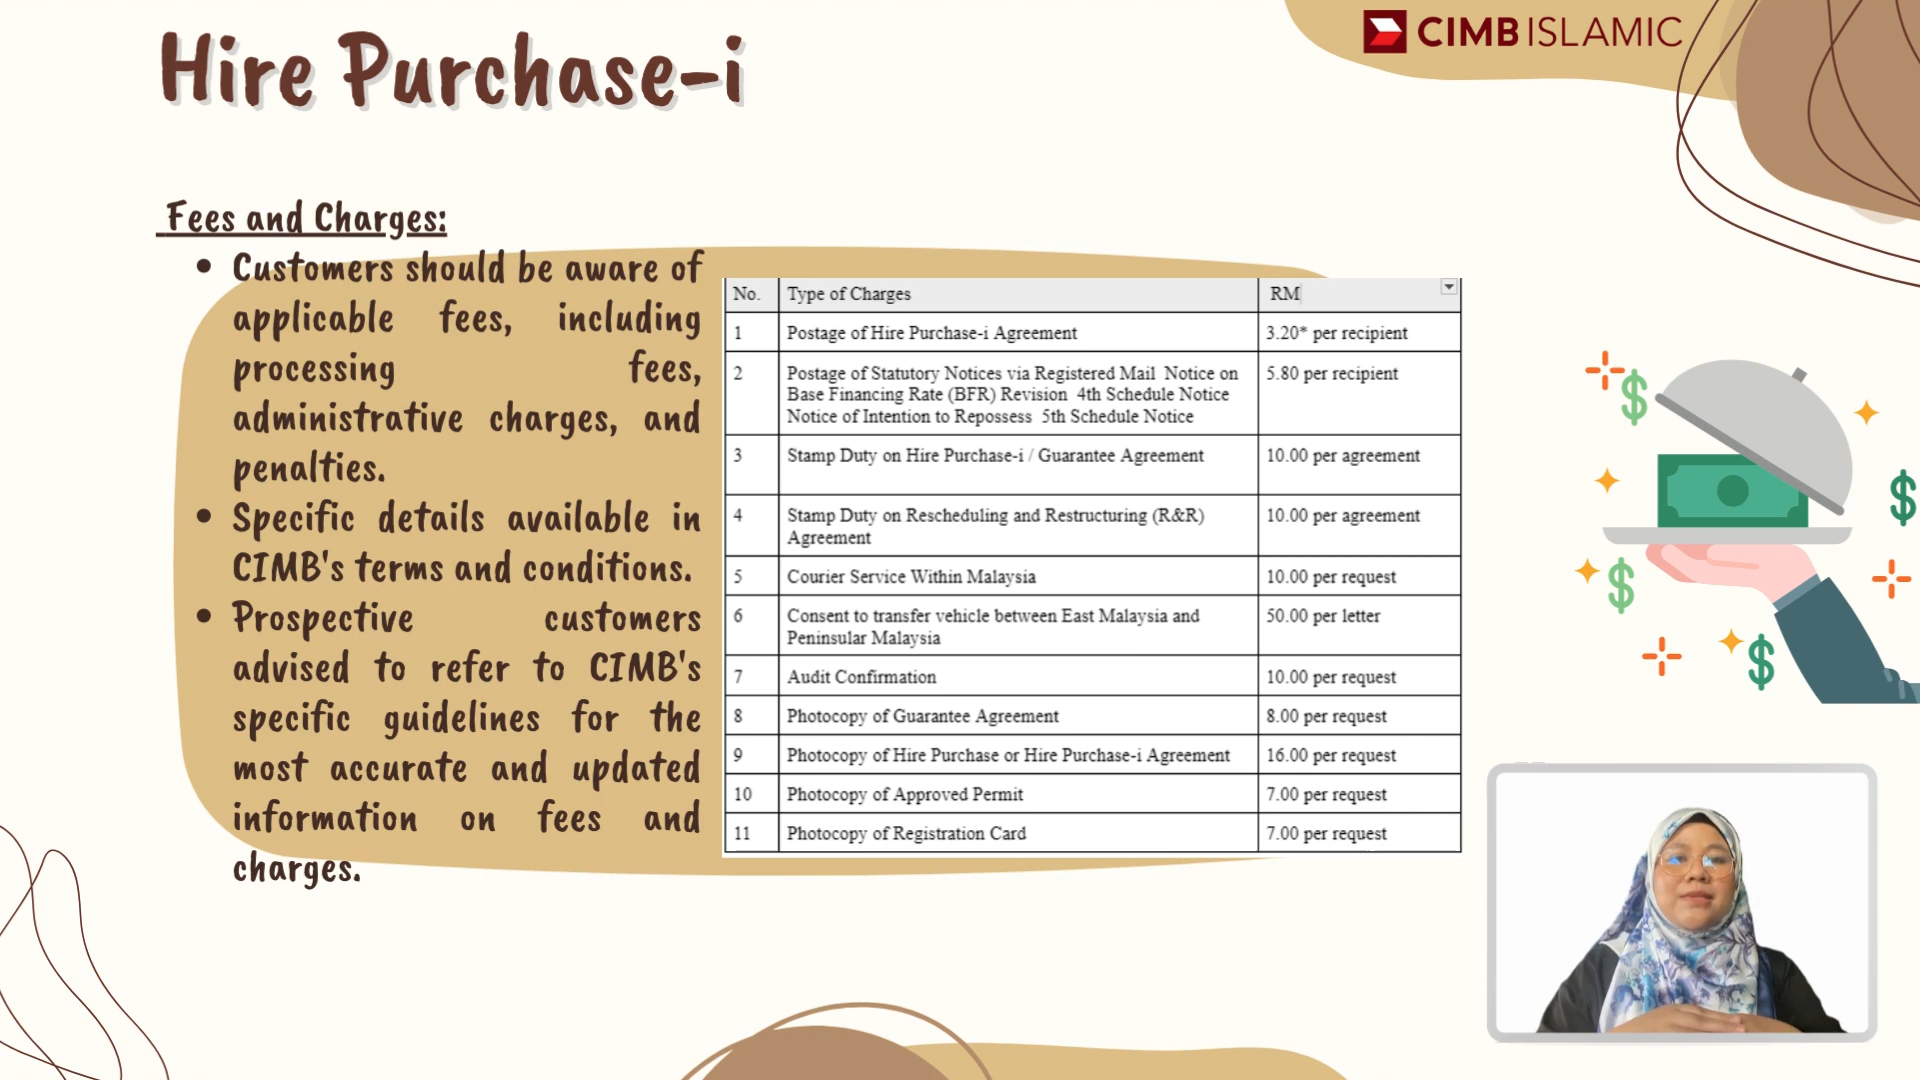 Hire Purchase-i
CIMB ISLAMIC
Fees and Charges:
• Customers should be aware of
applicable fees, including
processing fees,
administrative charges, and
penalties.
• Specific details available in
CIMB's terms and conditions.
• Prospective customers
advised to refer to CIMB's
specific guidelines for the
most accurate and updated
information on fees and
charges.
No. Type of Charges RM
1 Postage of Hire Purchase-i Agreement 3.20* per recipient
2 Postage of Statutory Notices via Registered Mail Notice on 5.80 per recipient
Base Financing Rate (BFR) Revision 4th Schedule Notice
Notice of Intention to Repossess 5th Schedule Notice
3 Stamp Duty on Hire Purchase-i / Guarantee Agreement 10.00 per agreement
4 Stamp Duty on Rescheduling and Restructuring (R&R) 10.00 per agreement
Agreement
5 Courier Service Within Malaysia 10.00 per request
6 Consent to transfer vehicle between East Malaysia and 50.00 per letter
Peninsular Malaysia
7 Audit Confirmation 10.00 per request
8 Photocopy of Guarantee Agreement 8.00 per request
9 Photocopy of Hire Purchase or Hire Purchase-i Agreement 16.00 per request
10 Photocopy of Approved Permit 7.00 per request
11 Photocopy of Registration Card 7.00 per request